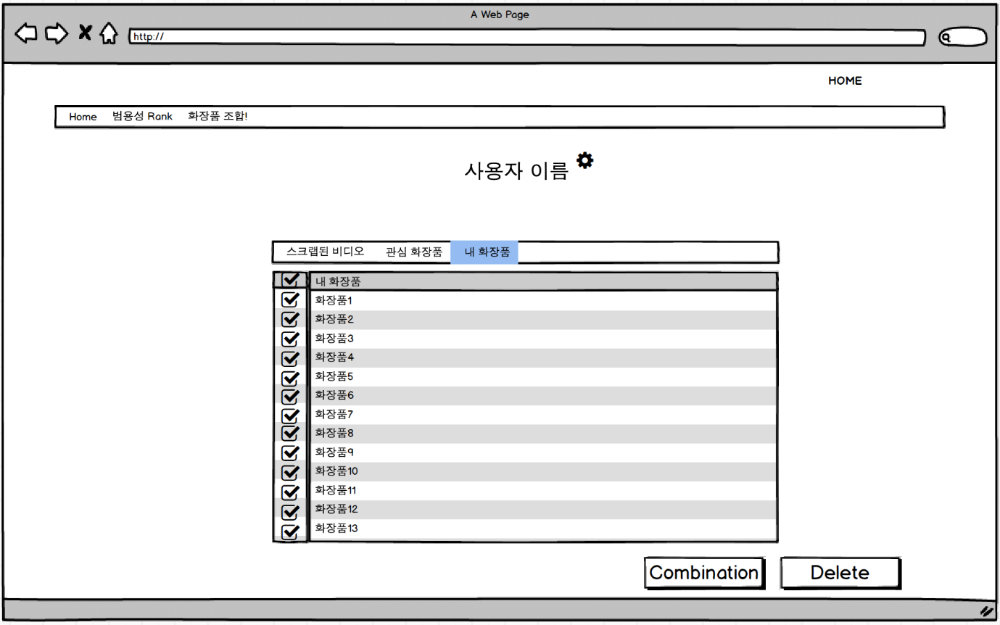 A Web Page
http://
HOME
Home 범용성 Rank 화장품 조합!
사용자 이름
스크랩된 비디오 관심 화장품 내 화장품
내 화장품
화장품1
화장품2
화장품3
화장품4
화장품5
화장품6
화장품7
화장품8
화장품9
화장품10
화장품11
화장품12
화장품13
Combination Delete